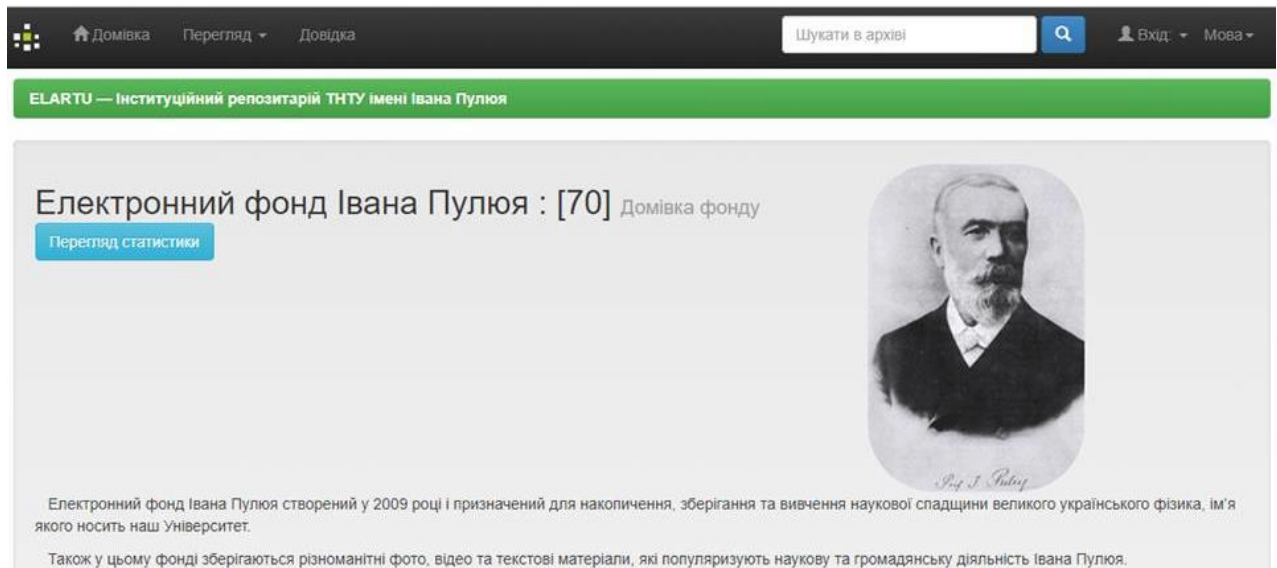 Домівка Перегляд Довідка Шукати в архіві Вхід: Мова
ELARTU — Інституційний репозитарій ТНТУ імені Івана Пулюя
Електронний фонд Івана Пулюя : [70] Домівка фонду
Перегляд статистики
Prof J. Puluj
Електронний фонд Івана Пулюя створений у 2009 році і призначений для накопичення, зберігання та вивчення наукової спадщини великого українського фізика, ім’я
якого носить наш Університет.
Також у цьому фонді зберігаються різноманітні фото, відео та текстові матеріали, які популяризують наукову та громадянську діяльність Івана Пулюя.